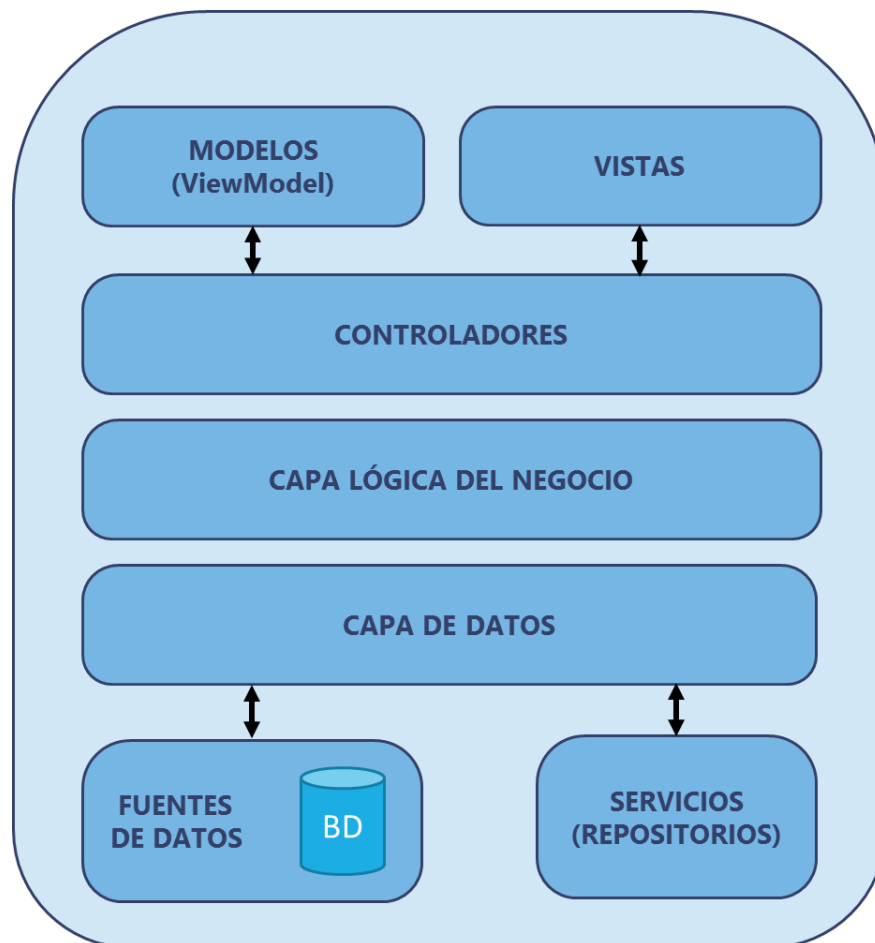 MODELOS
(ViewModel)
VISTAS
CONTROLADORES
CAPA LÓGICA DEL NEGOCIO
CAPA DE DATOS
FUENTES
DE DATOS
BD
SERVICIOS
(REPOSITORIOS)